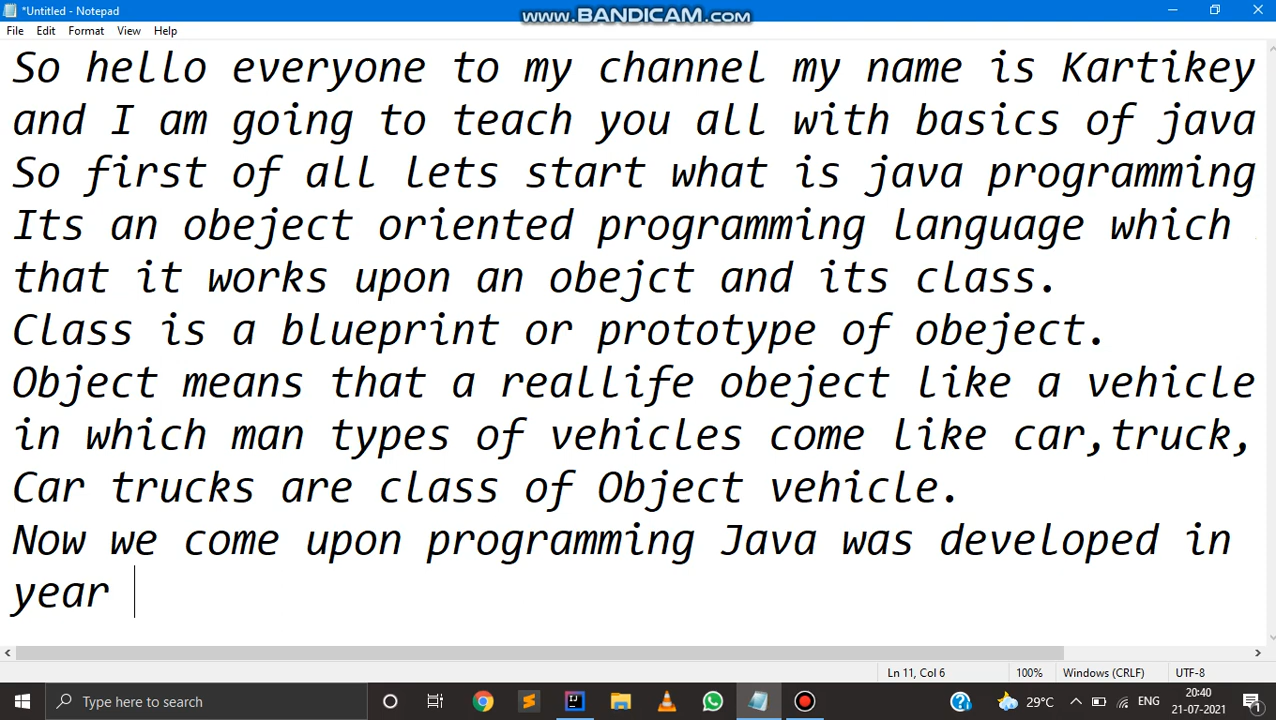 *Untitled - Notepad
www.BANDICAM.com
File Edit Format View Help
So hello everyone to my channel my name is Kartikey
and I am going to teach you all with basics of java
So first of all lets start what is java programming
Its an obeject oriented programming language which
that it works upon an obejct and its class.
Class is a blueprint or prototype of obeject.
Object means that a reallife obeject like a vehicle
in which man types of vehicles come like car,truck,
Car trucks are class of Object vehicle.
Now we come upon programming Java was developed in
year
Ln 11, Col 6 100% Windows (CRLF) UTF-8
Type here to search 29°C ENG 20:40
21-07-2021
1